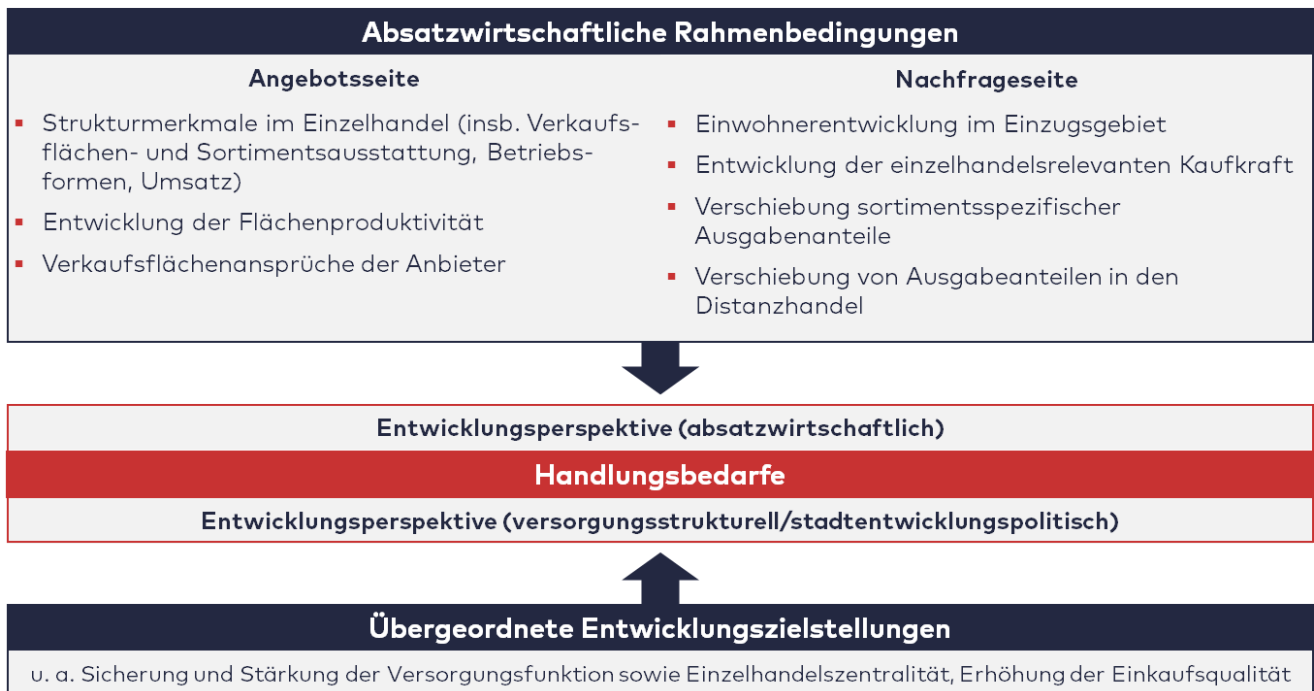 Absatzwirtschaftliche Rahmenbedingungen
Angebotsseite
▪ Strukturmerkmale im Einzelhandel (insb. Verkaufs-
flächen- und Sortimentsausstattung, Betriebs-
formen, Umsatz)
▪ Entwicklung der Flächenproduktivität
▪ Verkaufsflächenansprüche der Anbieter
Nachfrageseite
▪ Einwohnerentwicklung im Einzugsgebiet
▪ Entwicklung der einzelhandelsrelevanten Kaufkraft
▪ Verschiebung sortimentsspezifischer
Ausgabenanteile
▪ Verschiebung von Ausgabeanteilen in den
Distanzhandel
Entwicklungsperspektive (absatzwirtschaftlich)
Handlungsbedarfe
Entwicklungsperspektive (versorgungsstrukturell/stadtentwicklungspolitisch)
Übergeordnete Entwicklungszielstellungen
u. a. Sicherung und Stärkung der Versorgungsfunktion sowie Einzelhandelszentralität, Erhöhung der Einkaufsqualität